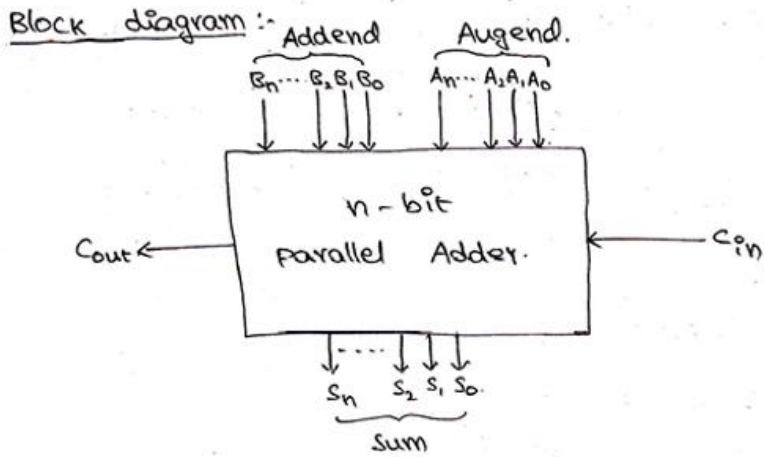 Block diagram :-
Addend Augend.
Bn.... B2 B1 B0 An.... A2 A1 A0
n-bit
Cout parallel Adder. Cin
.....
Sn S2 S1 S0.
Sum